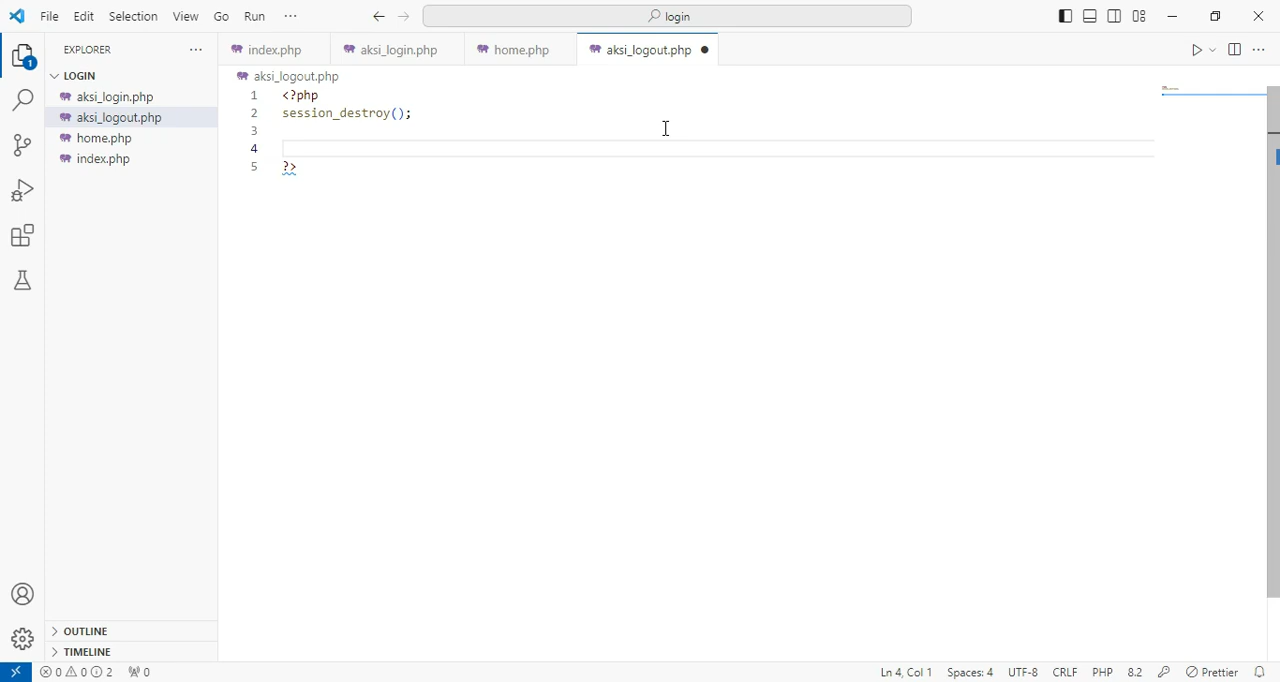 File Edit Selection View Go Run ··· login
1 EXPLORER ··· index.php aksi_login.php home.php aksi_logout.php
LOGIN
aksi_login.php
aksi_logout.php
home.php
index.php
aksi_logout.php
1 <?php
2 session_destroy();
3
4
5 ?>
OUTLINE
TIMELINE
0 0 2 0 Ln 4, Col 1 Spaces: 4 UTF-8 CRLF PHP 8.2 Prettier